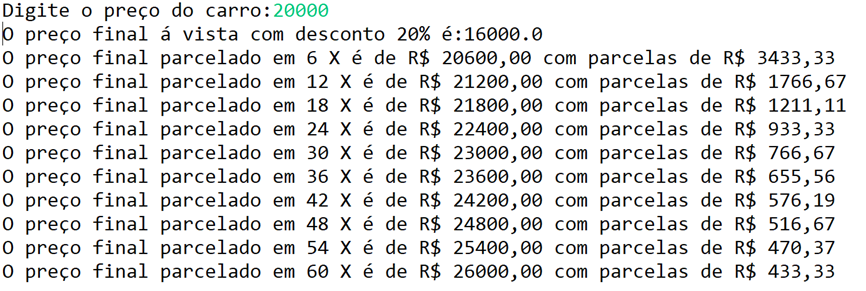 Digite o preço do carro:20000
O preço final á vista com desconto 20% é:16000.0
O preço final parcelado em 6 X é de R$ 20600,00 com parcelas de R$ 3433,33
O preço final parcelado em 12 X é de R$ 21200,00 com parcelas de R$ 1766,67
O preço final parcelado em 18 X é de R$ 21800,00 com parcelas de R$ 1211,11
O preço final parcelado em 24 X é de R$ 22400,00 com parcelas de R$ 933,33
O preço final parcelado em 30 X é de R$ 23000,00 com parcelas de R$ 766,67
O preço final parcelado em 36 X é de R$ 23600,00 com parcelas de R$ 655,56
O preço final parcelado em 42 X é de R$ 24200,00 com parcelas de R$ 576,19
O preço final parcelado em 48 X é de R$ 24800,00 com parcelas de R$ 516,67
O preço final parcelado em 54 X é de R$ 25400,00 com parcelas de R$ 470,37
O preço final parcelado em 60 X é de R$ 26000,00 com parcelas de R$ 433,33